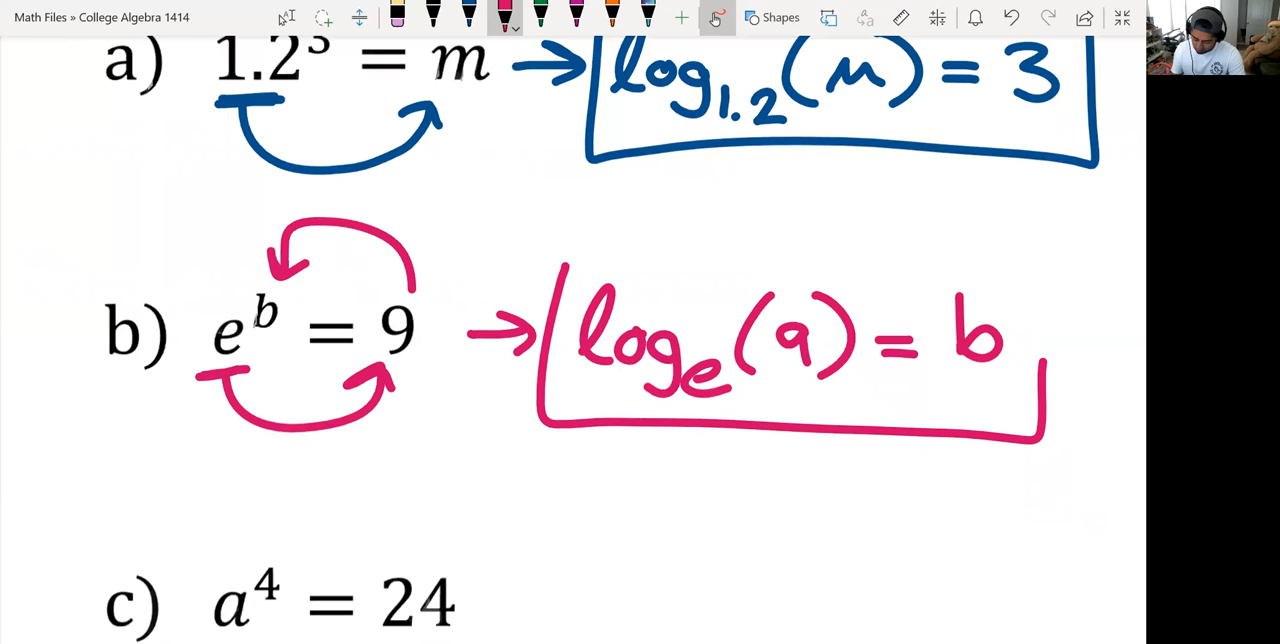 Math Files » College Algebra 1414
Shapes
a) 1.2³ = m → log₁.₂(m) = 3
b) eᵇ = 9 → logₑ(9) = b
c) a⁴ = 24